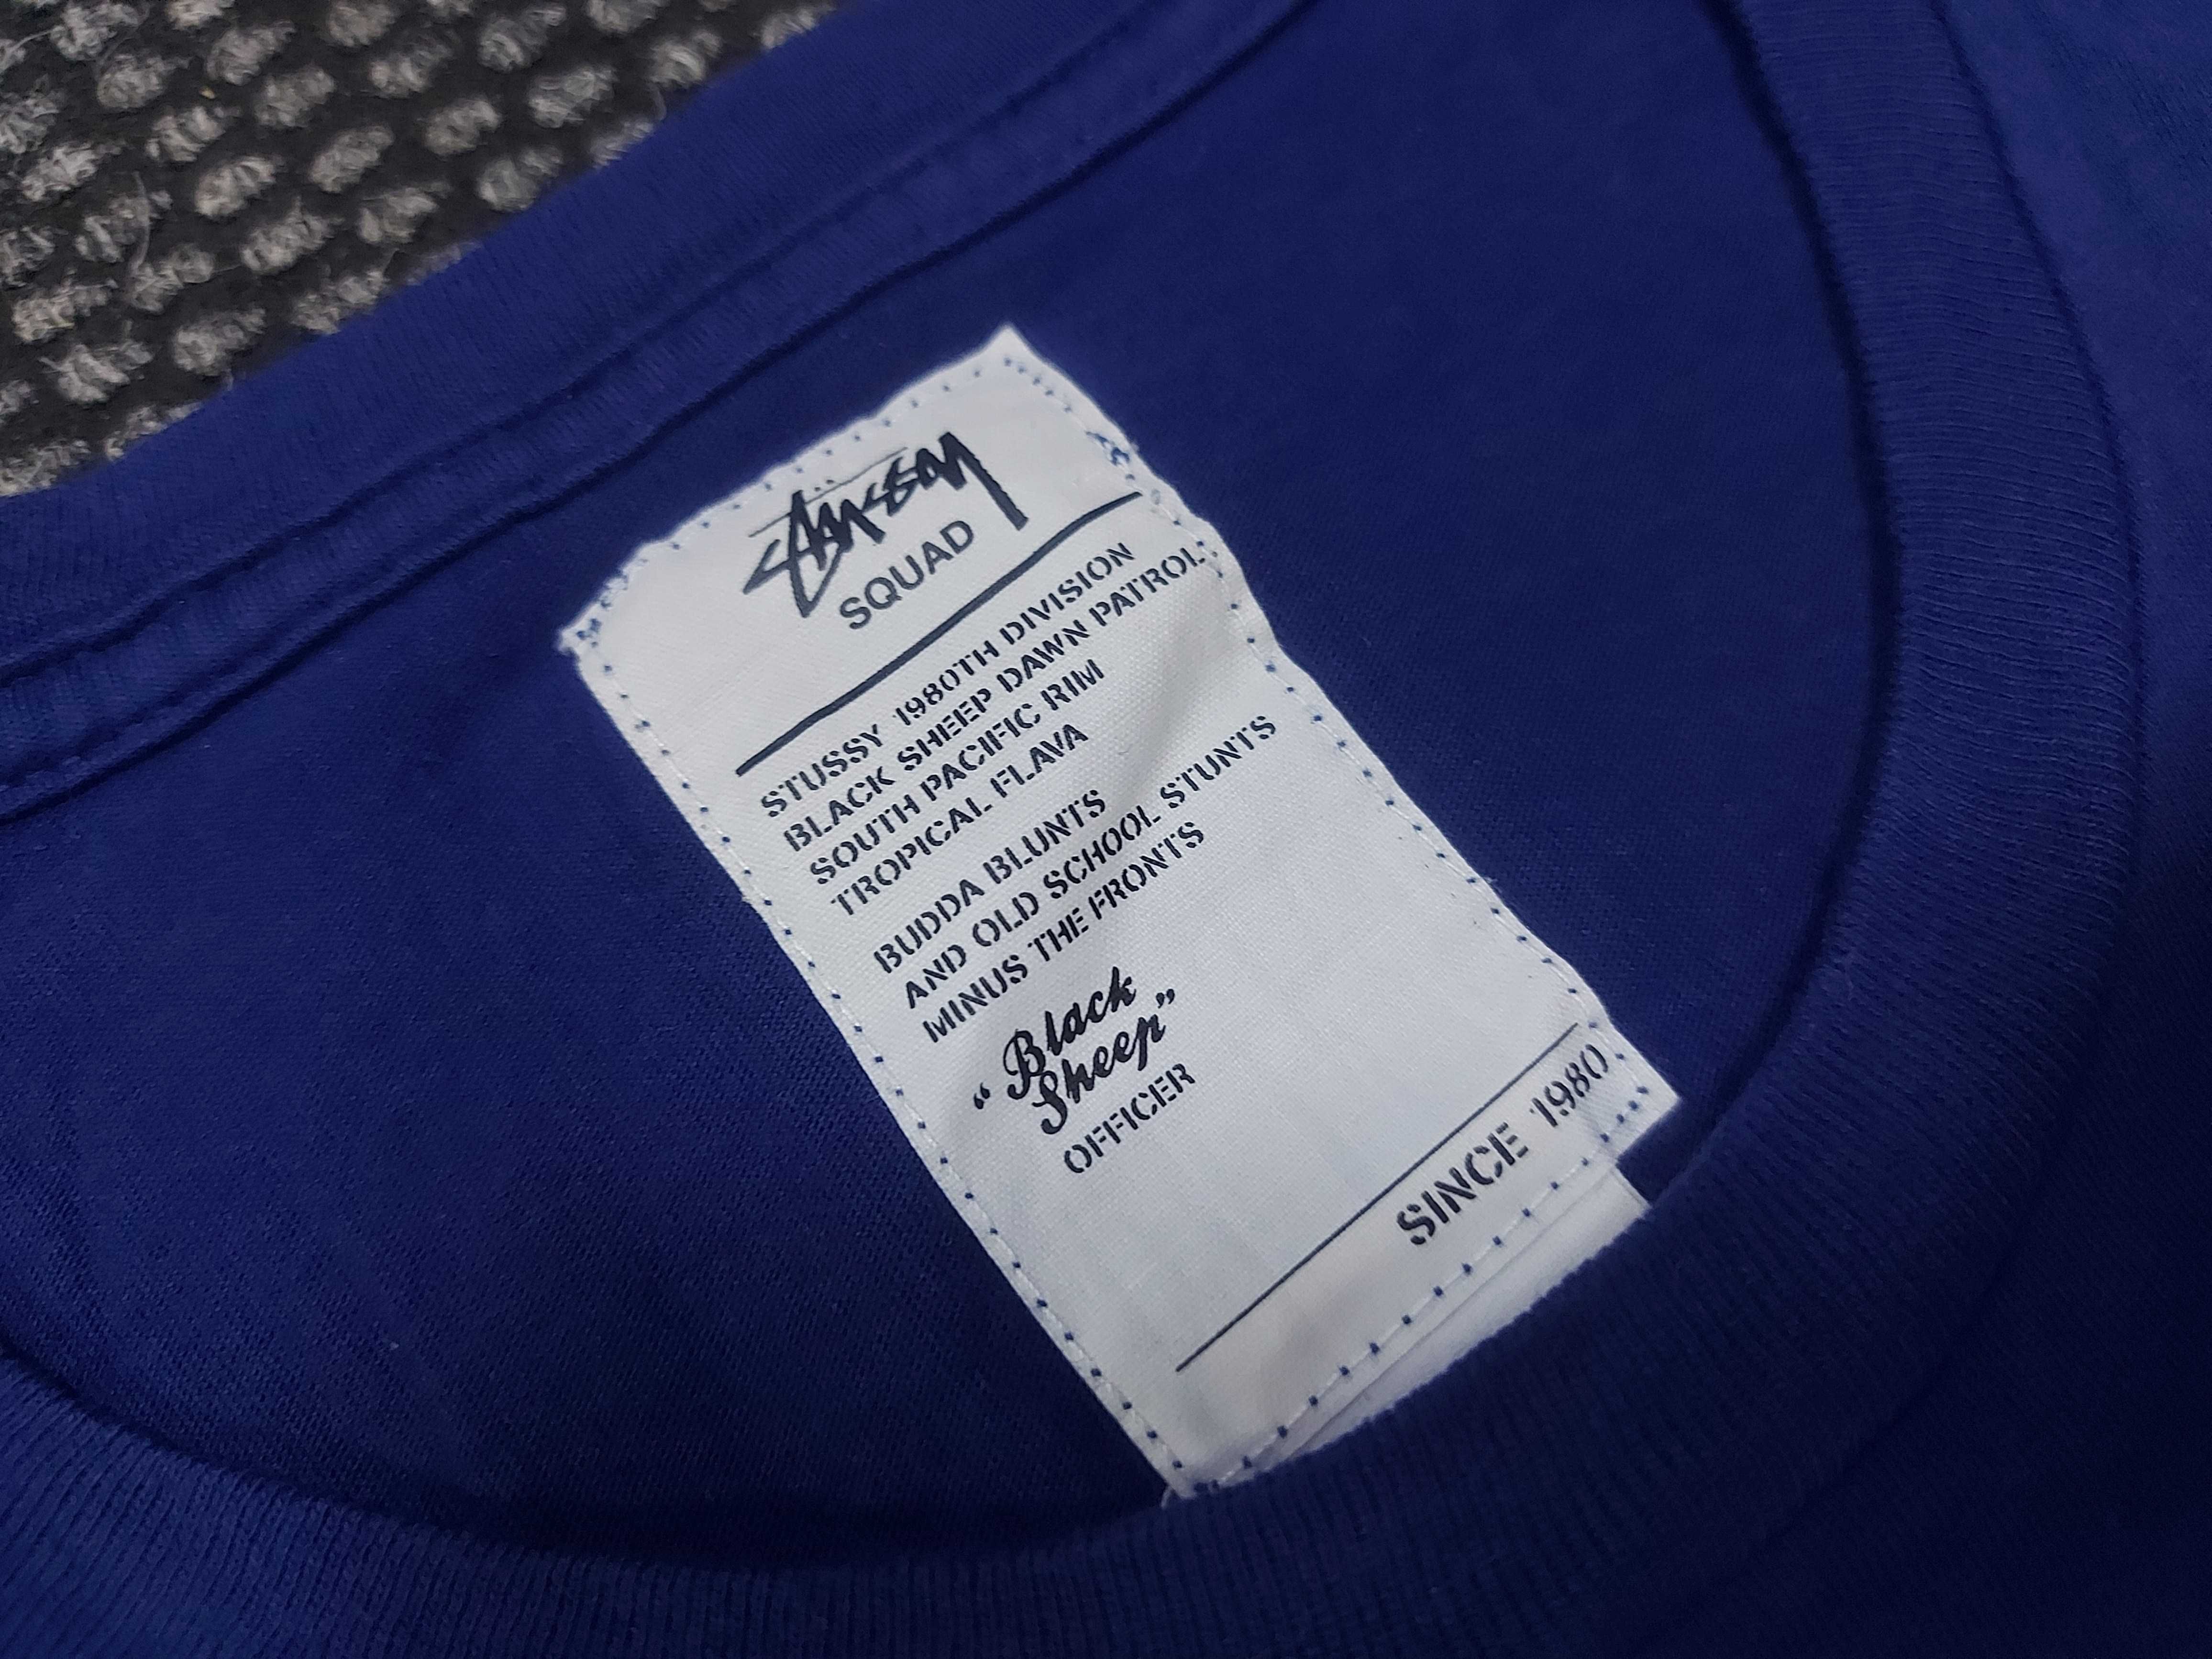 Stüssy
SQUAD
STUSSY 1980TH DIVISION
BLACK SHEEP DAWN PATROL
SOUTH PACIFIC RIM
TROPICAL FLAVA
BUDDA BLUNTS
AND OLD SCHOOL STUNTS
MINUS THE FRONTS
"Black
Sheep"
OFFICER
SINCE 1980